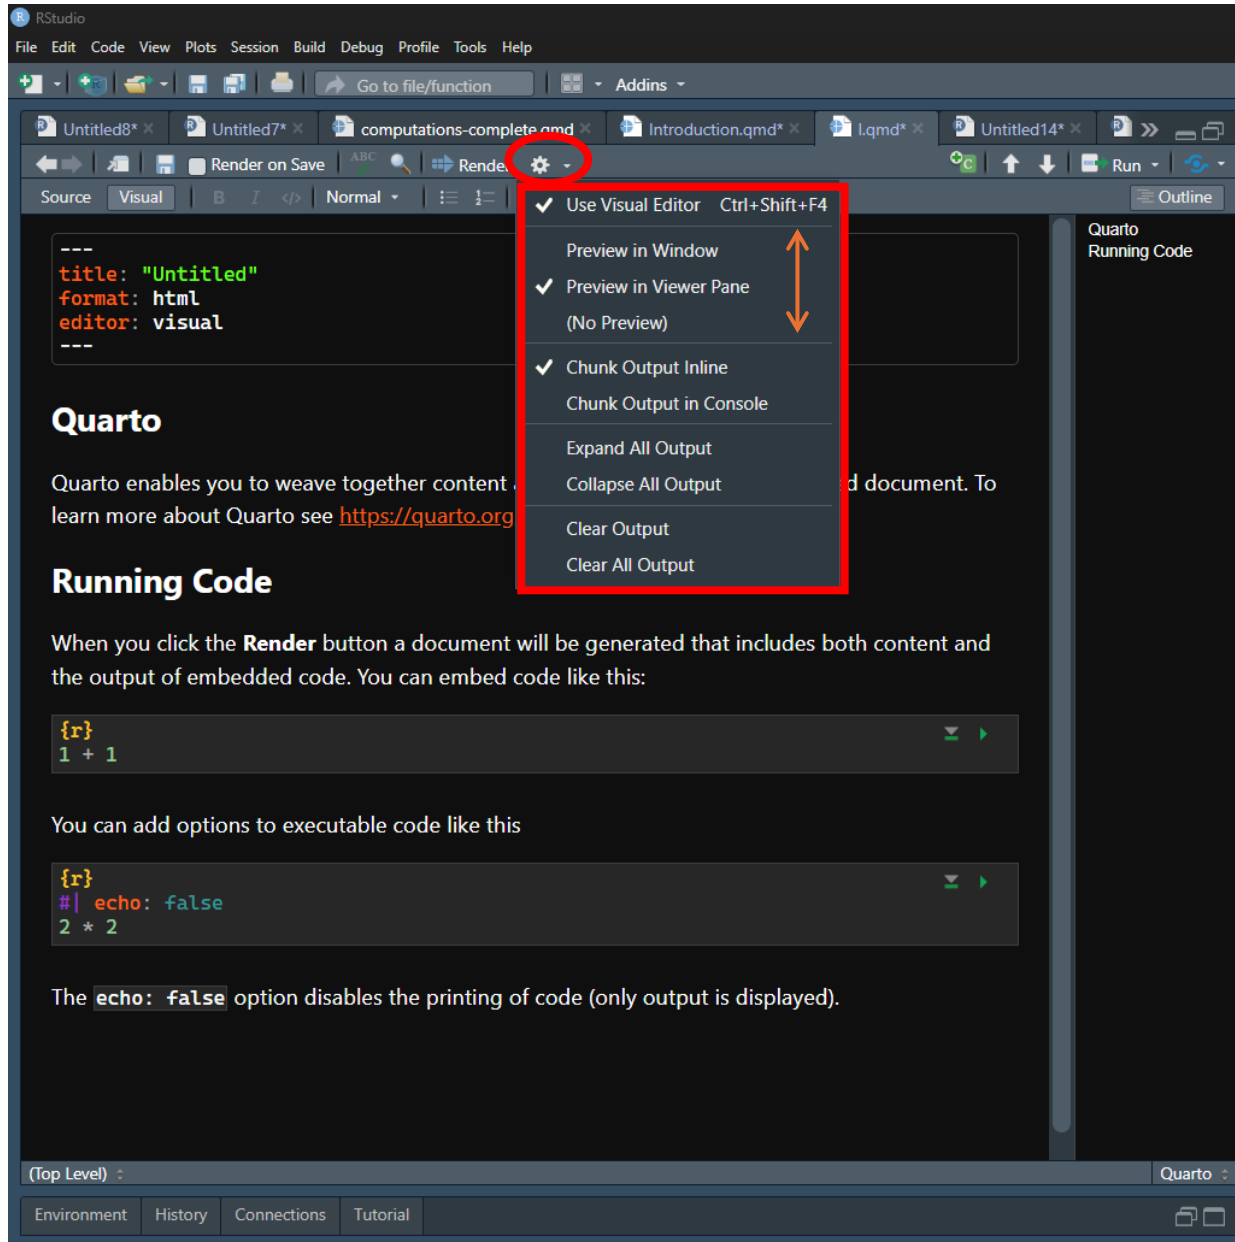 RStudio
File Edit Code View Plots Session Build Debug Profile Tools Help
Go to file/function Addins
Untitled8* Untitled7* computations-complete.qmd Introduction.qmd* I.qmd* Untitled14*
Render on Save ABC Render Run
Source Visual B I </> Normal Outline
Use Visual Editor Ctrl+Shift+F4
Preview in Window
Preview in Viewer Pane
(No Preview)
Chunk Output Inline
Chunk Output in Console
Expand All Output
Collapse All Output
Clear Output
Clear All Output
Quarto
Running Code
---
title: "Untitled"
format: html
editor: visual
---
Quarto
Quarto enables you to weave together content d document. To
learn more about Quarto see https://quarto.org
Running Code
When you click the Render button a document will be generated that includes both content and
the output of embedded code. You can embed code like this:
{r}
1 + 1
You can add options to executable code like this
{r}
#| echo: false
2 * 2
The echo: false option disables the printing of code (only output is displayed).
(Top Level) Quarto
Environment History Connections Tutorial